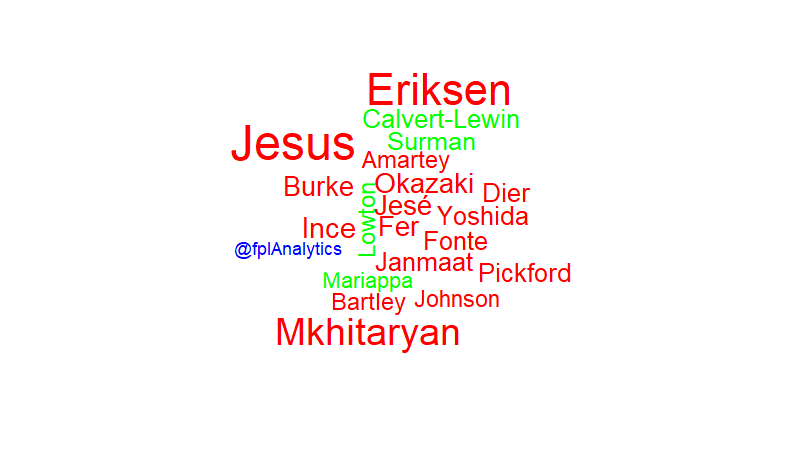 Eriksen
Calvert-Lewin
Jesus
Surman
Amartey
Burke
Okazaki
Dier
Lowton
Jesé
Yoshida
Ince
Fer
Fonte
@fplAnalytics
Janmaat
Pickford
Mariappa
Bartley
Johnson
Mkhitaryan